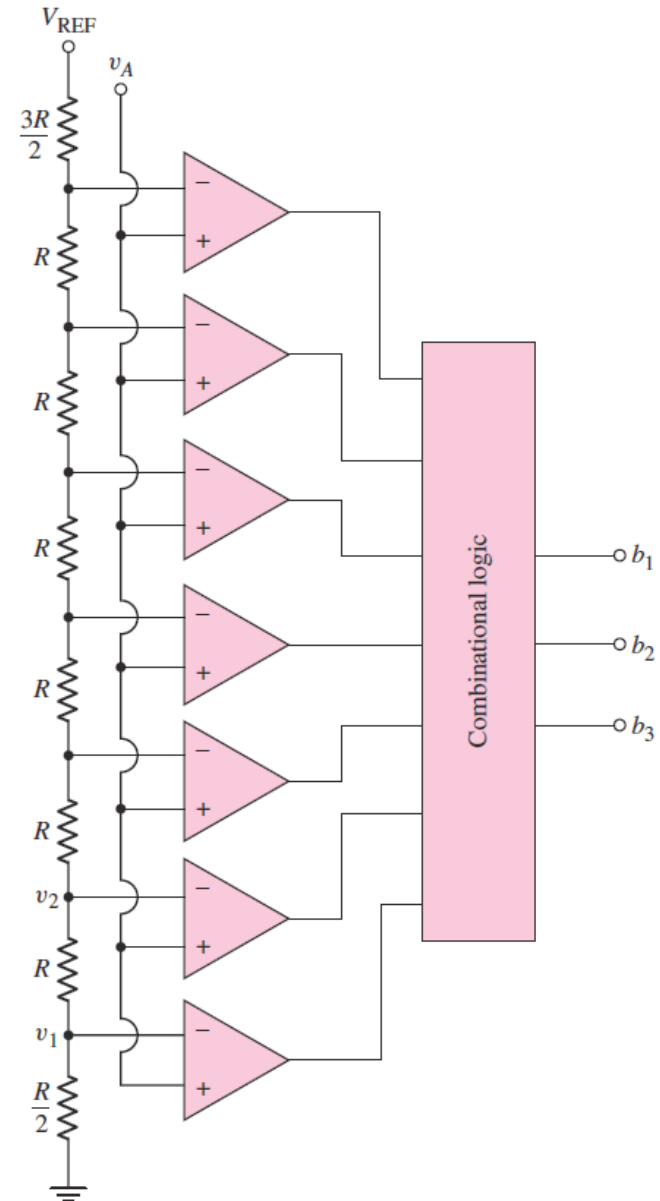 V_REF
v_A
3R/2
−
+
R
−
+
R
−
+
R
−
+
R
−
+
R
v_2
−
+
R
v_1
−
+
R/2
Combinational logic
b_1
b_2
b_3